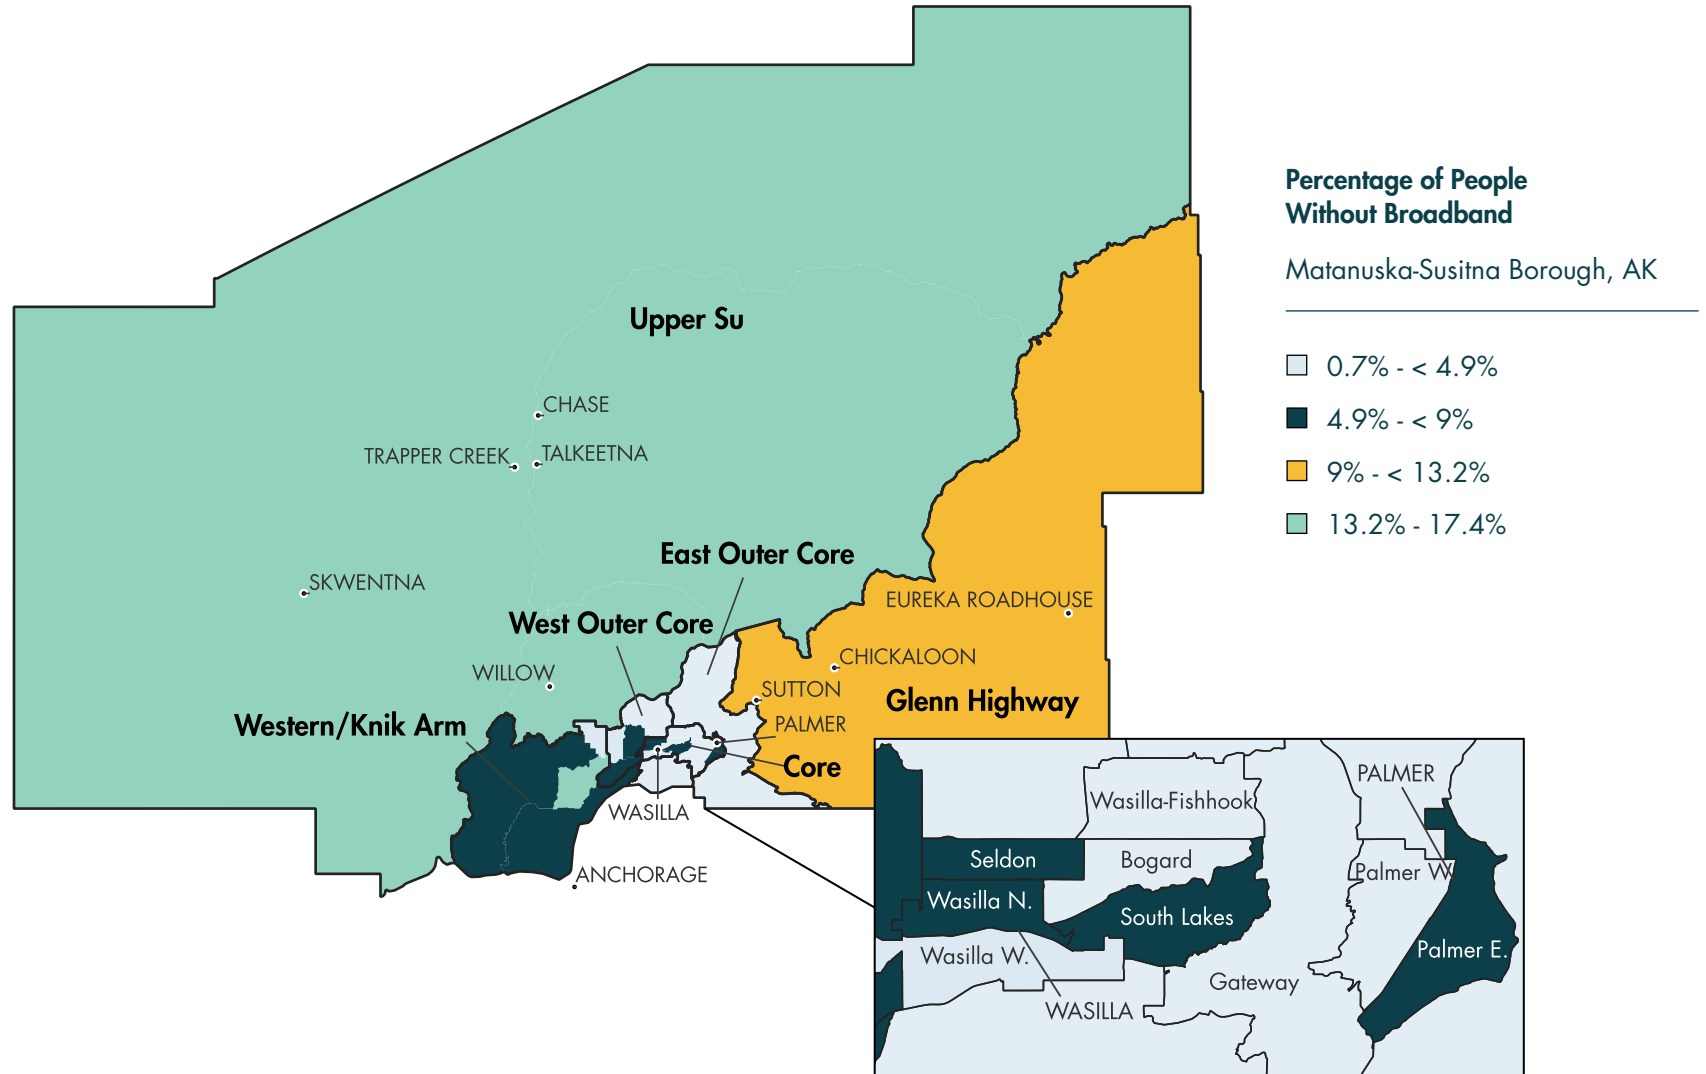 Percentage of People
Without Broadband
Matanuska-Susitna Borough, AK
0.7% - < 4.9%
4.9% - < 9%
9% - < 13.2%
13.2% - 17.4%
Upper Su
CHASE
TRAPPER CREEK
TALKEETNA
East Outer Core
SKWENTNA
EUREKA ROADHOUSE
West Outer Core
CHICKALOON
WILLOW
SUTTON
Glenn Highway
Western/Knik Arm
PALMER
Core
WASILLA
ANCHORAGE
PALMER
Wasilla-Fishhook
Seldon
Bogard
Palmer W.
Wasilla N.
South Lakes
Palmer E.
Wasilla W.
Gateway
WASILLA